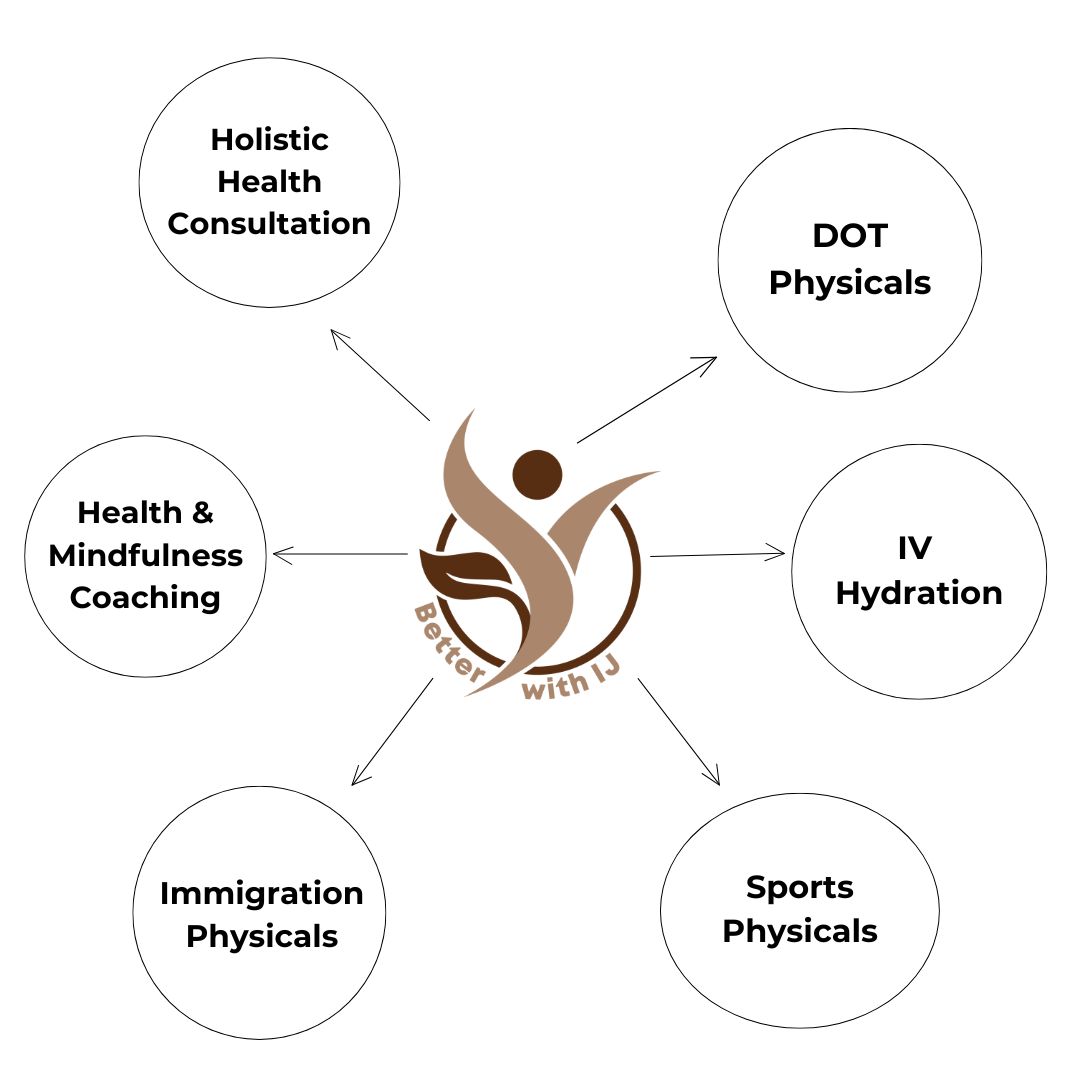 Holistic
Health
Consultation
DOT
Physicals
Health &
Mindfulness
Coaching
IV
Hydration
Better with IJ
Immigration
Physicals
Sports
Physicals